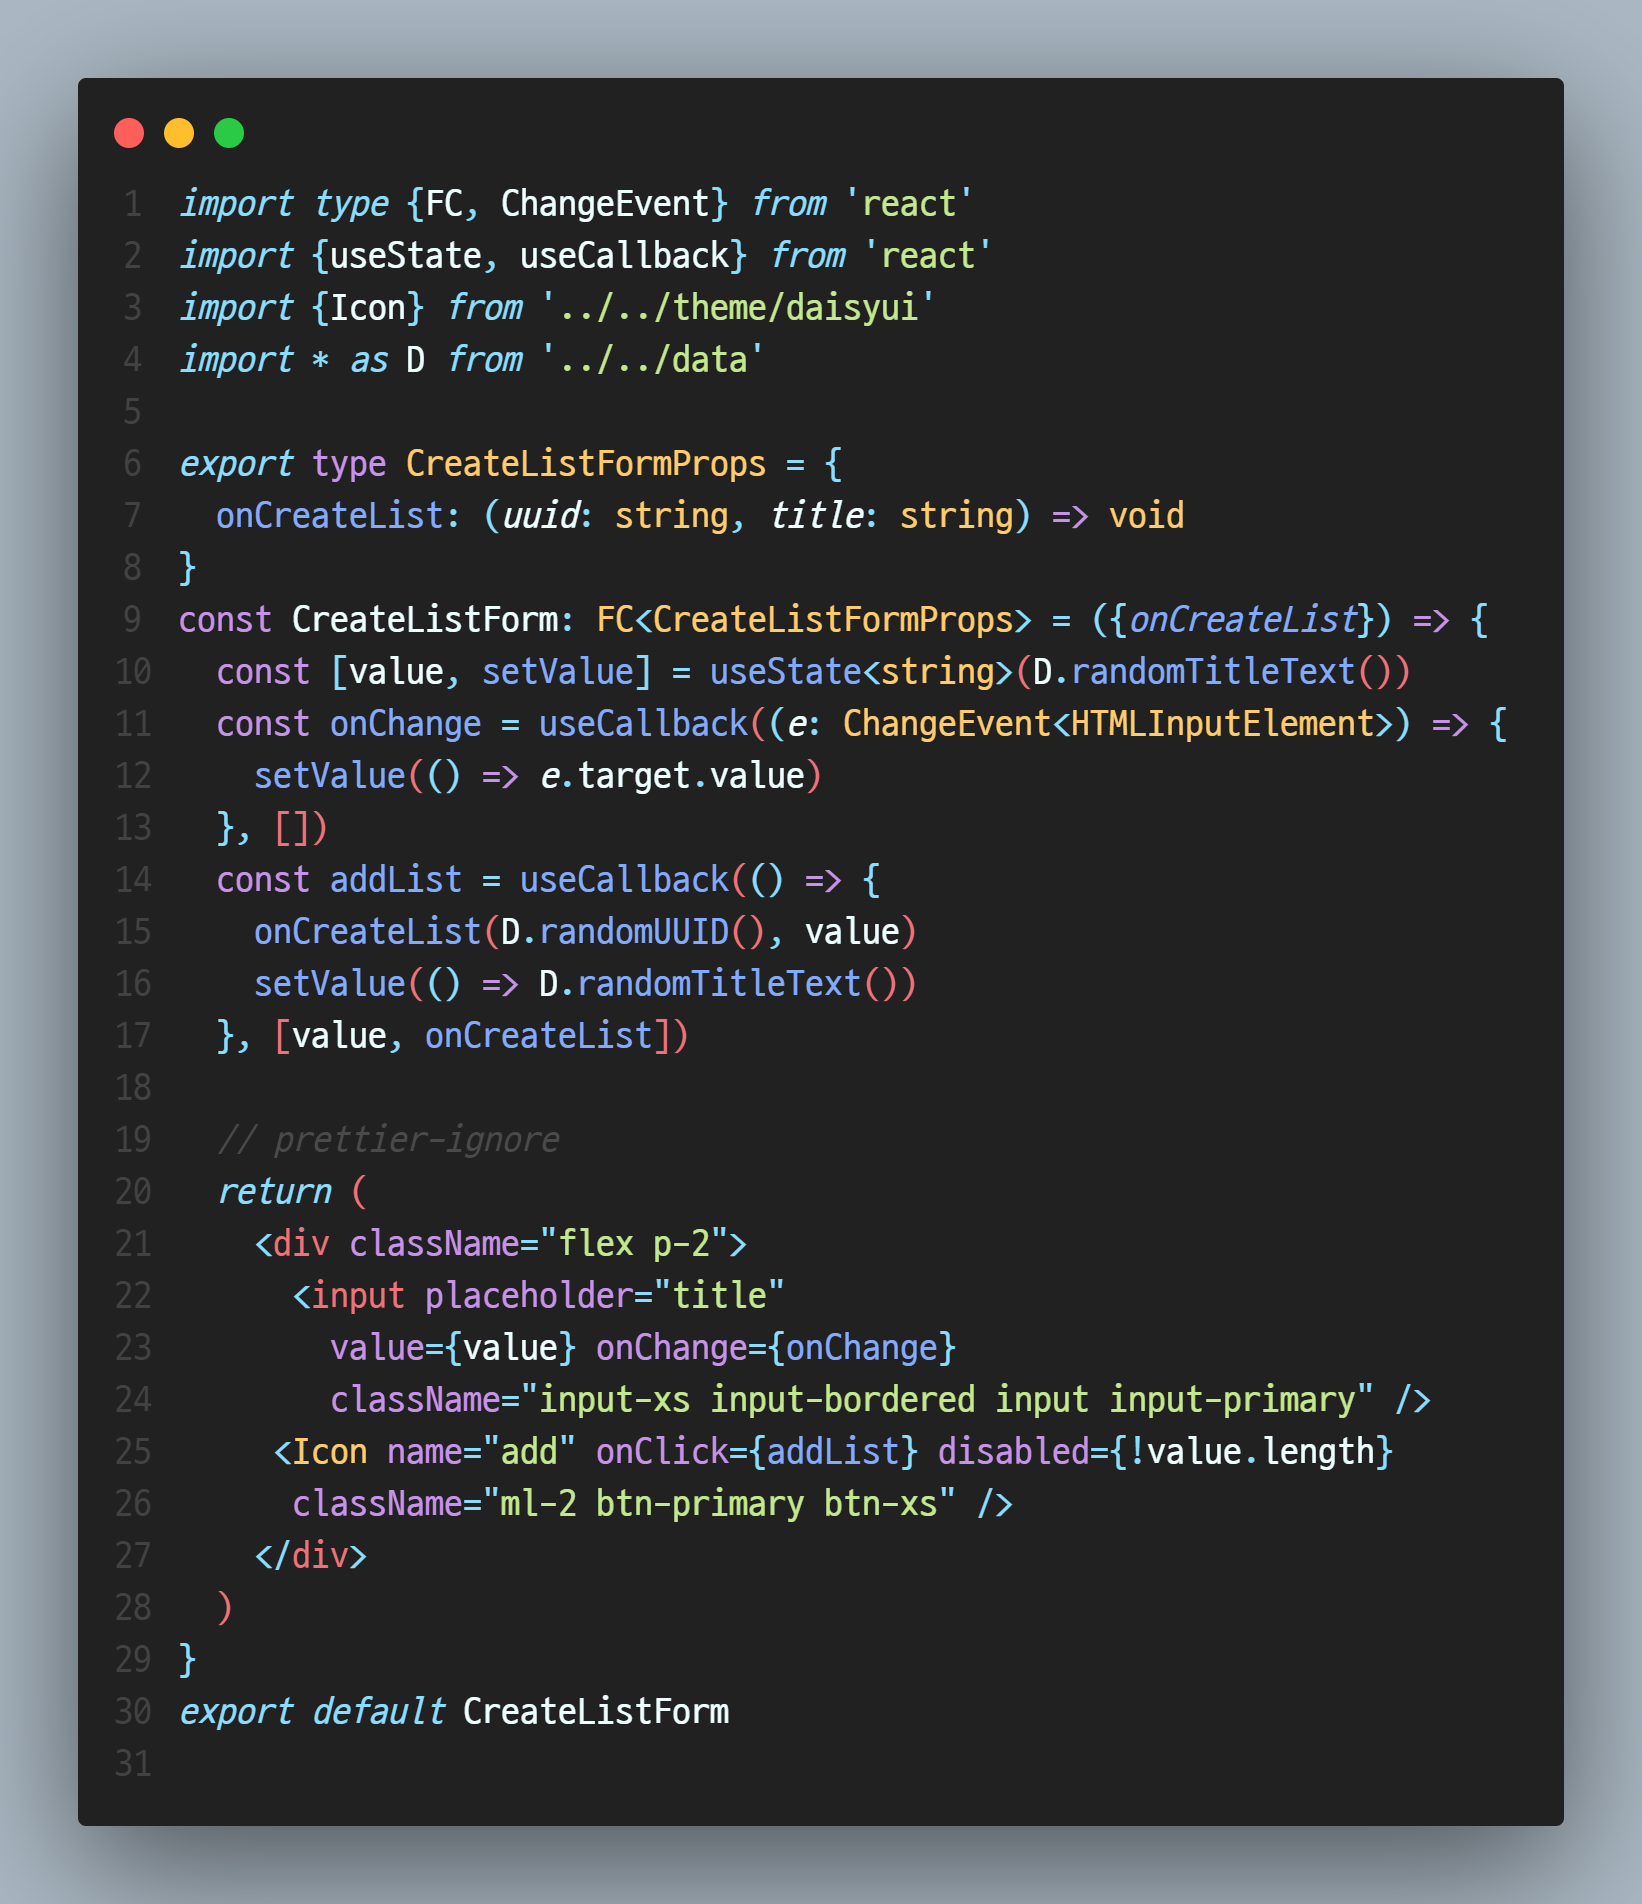 1 import type {FC, ChangeEvent} from 'react'
2 import {useState, useCallback} from 'react'
3 import {Icon} from '../../theme/daisyui'
4 import * as D from '../../data'
5
6 export type CreateListFormProps = {
7   onCreateList: (uuid: string, title: string) => void
8 }
9 const CreateListForm: FC<CreateListFormProps> = ({onCreateList}) => {
10   const [value, setValue] = useState<string>(D.randomTitleText())
11   const onChange = useCallback((e: ChangeEvent<HTMLInputElement>) => {
12     setValue(() => e.target.value)
13   }, [])
14   const addList = useCallback(() => {
15     onCreateList(D.randomUUID(), value)
16     setValue(() => D.randomTitleText())
17   }, [value, onCreateList])
18
19   // prettier-ignore
20   return (
21     <div className="flex p-2">
22       <input placeholder="title"
23         value={value} onChange={onChange}
24         className="input-xs input-bordered input input-primary" />
25      <Icon name="add" onClick={addList} disabled={!value.length}
26       className="ml-2 btn-primary btn-xs" />
27     </div>
28   )
29 }
30 export default CreateListForm
31